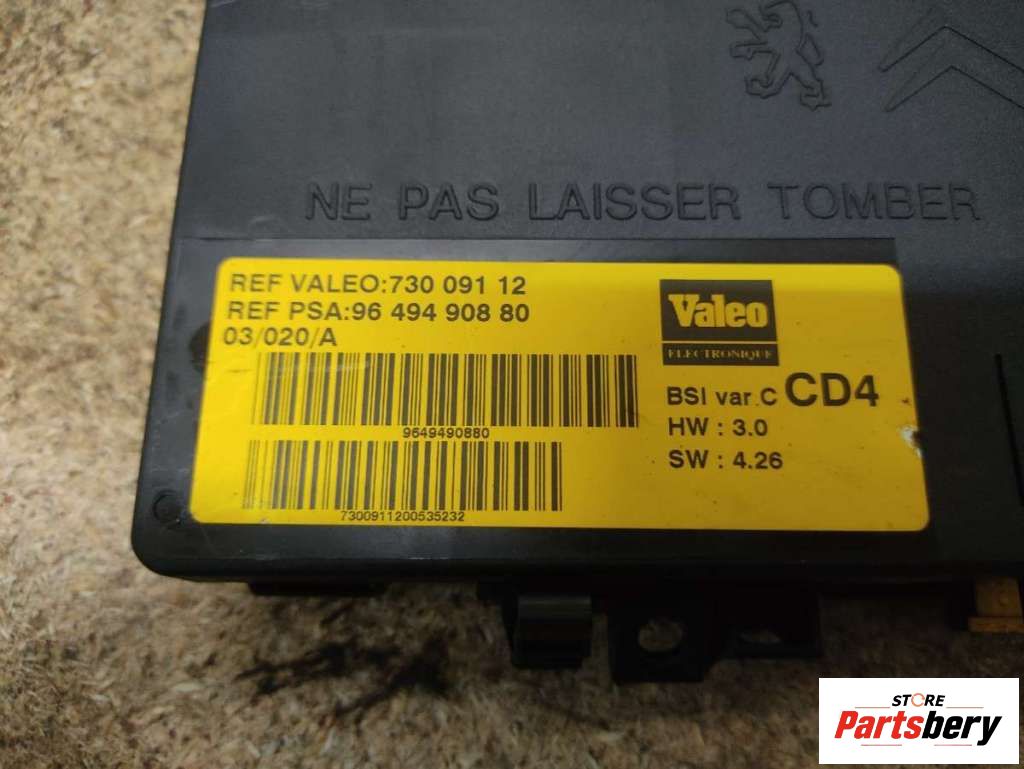 NE PAS LAISSER TOMBER
REF VALEO:730 091 12
REF PSA:96 494 908 80
03/020/A
9649490880
7300911200535232
Valeo
ELECTRONIQUE
BSI var C CD4
HW : 3.0
SW : 4.26
STORE
Partsbery